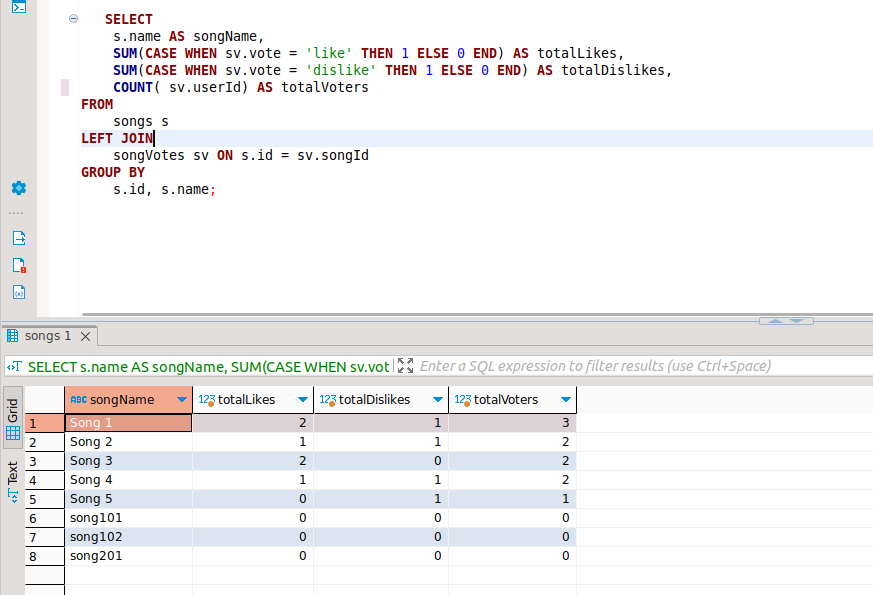 SELECT
s.name AS songName,
SUM(CASE WHEN sv.vote = 'like' THEN 1 ELSE 0 END) AS totalLikes,
SUM(CASE WHEN sv.vote = 'dislike' THEN 1 ELSE 0 END) AS totalDislikes,
COUNT( sv.userId) AS totalVoters
FROM
songs s
LEFT JOIN
songVotes sv ON s.id = sv.songId
GROUP BY
s.id, s.name;
songs 1
SELECT s.name AS songName, SUM(CASE WHEN sv.vot Enter a SQL expression to filter results (use Ctrl+Space)
Grid
Text
ABC songName 123 totalLikes 123 totalDislikes 123 totalVoters
1 Song 1 2 1 3
2 Song 2 1 1 2
3 Song 3 2 0 2
4 Song 4 1 1 2
5 Song 5 0 1 1
6 song101 0 0 0
7 song102 0 0 0
8 song201 0 0 0